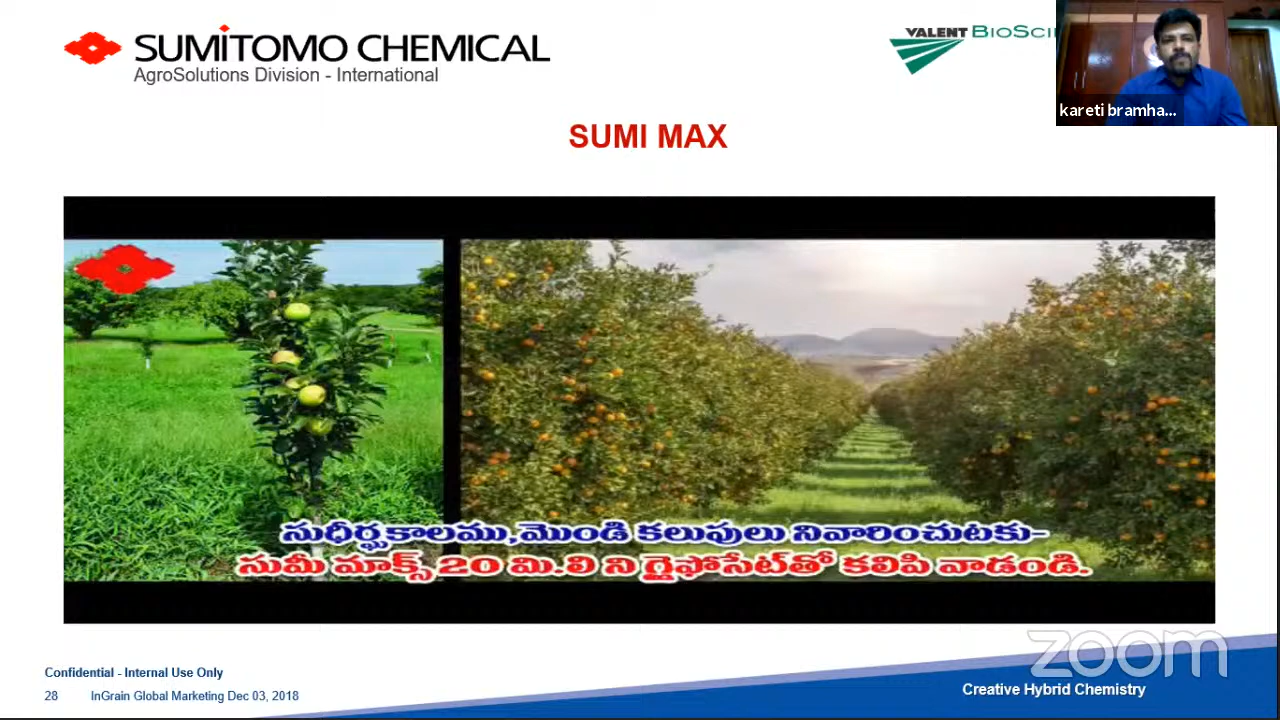 SUMITOMO CHEMICAL
AgroSolutions Division - International
VALENT BIOSCI
kareti bramha...
SUMI MAX
సుదీర్ఘకాలము,మొండి కలుపులు నివారించుటకు-
సుమీ మాక్స్ 20 మి.లి ని గ్లైఫోసేట్‌తో కలిపి వాడండి.
zoom
Confidential - Internal Use Only
28 InGrain Global Marketing Dec 03, 2018
Creative Hybrid Chemistry